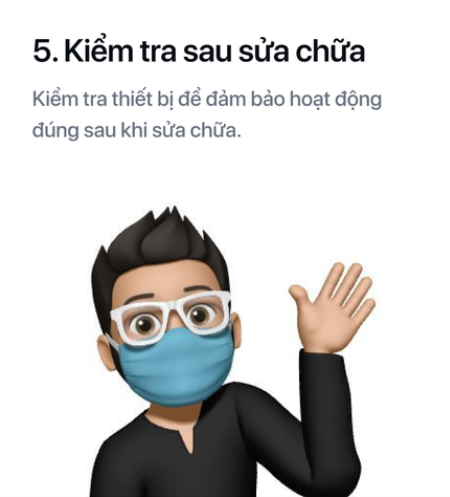 5. Kiểm tra sau sửa chữa
Kiểm tra thiết bị để đảm bảo hoạt động
đúng sau khi sửa chữa.